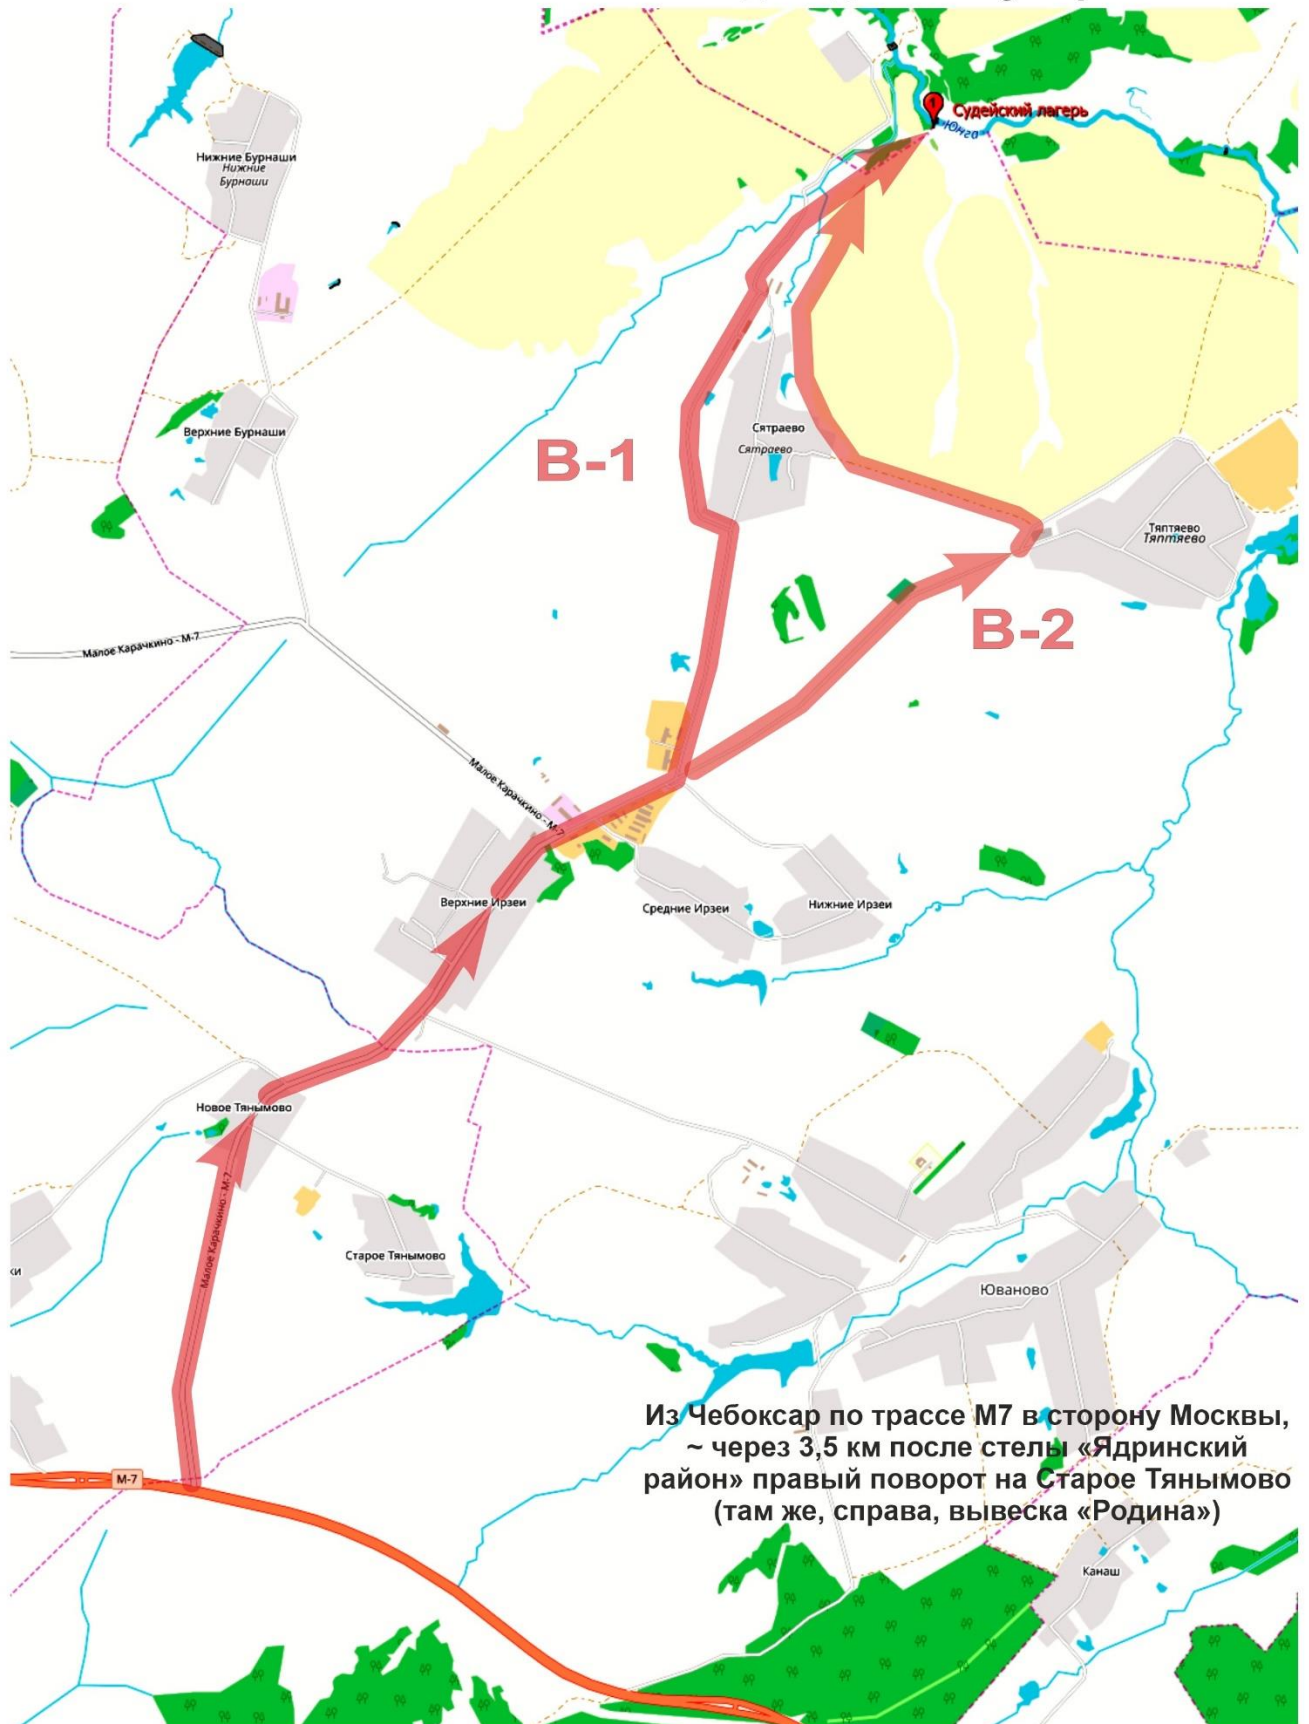 Судейский лагерь
Юнга
Нижние Бурнаши
Нижние
Бурнаши
Верхние Бурнаши
Сятраево
Сятраево
В-1
Тяптяево
Тяптяево
В-2
Малое Карачкино - М-7
Малое Карачкино - М-7
Верхние Ирзеи
Средние Ирзеи
Нижние Ирзеи
Новое Тянымово
Малое Карачкино - М-7
Старое Тянымово
ки
Юваново
Из Чебоксар по трассе М7 в сторону Москвы,
~ через 3,5 км после стелы «Ядринский
район» правый поворот на Старое Тянымово
(там же, справа, вывеска «Родина»)
М-7
Канаш